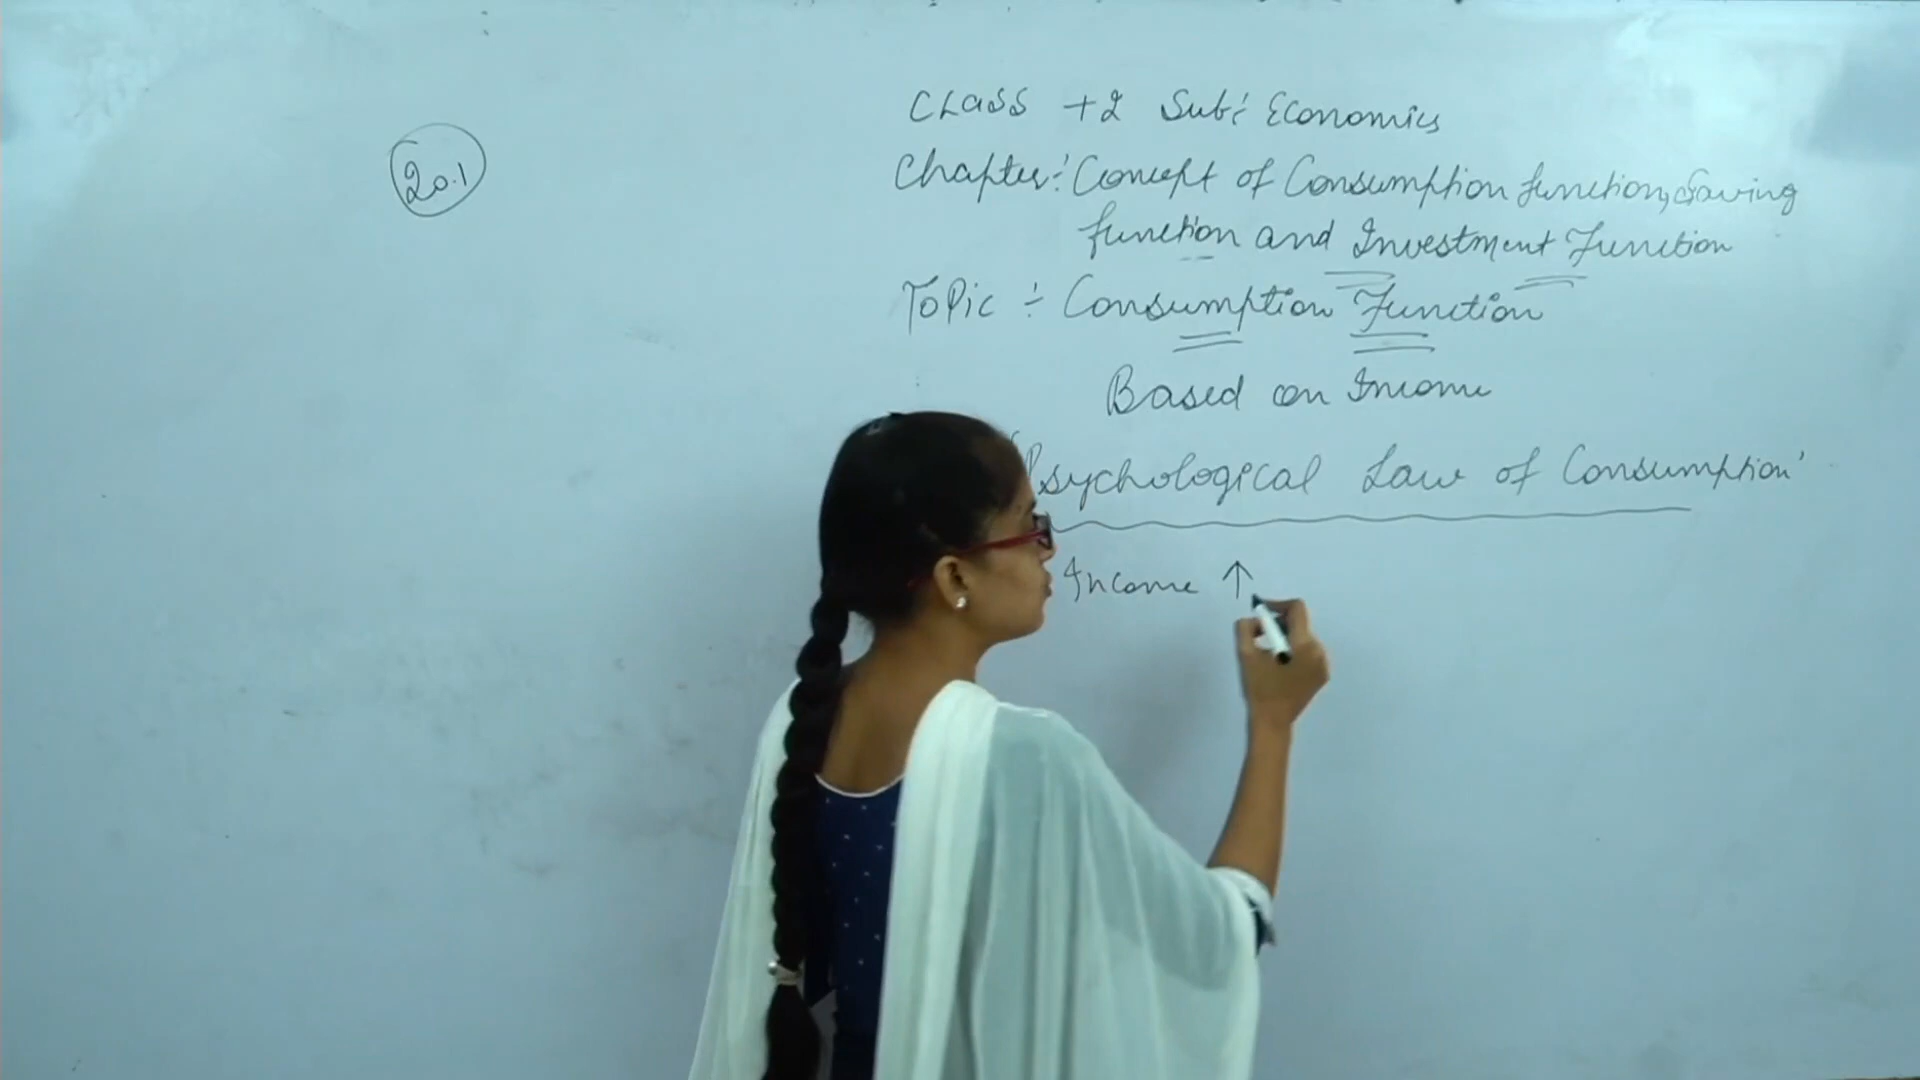 20.1
Class +2 Sub: Economics
Chapter: Concept of Consumption function, Saving
function and Investment Function
Topic ÷ Consumption Function
Based on Income
'Psychological Law of Consumption'
Income ↑